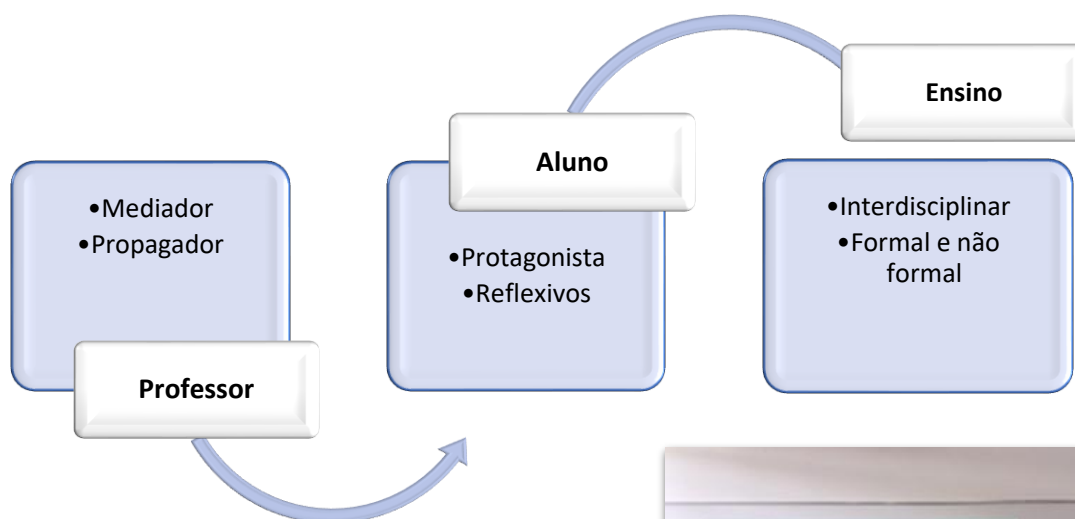 •Mediador
•Propagador
Professor
Aluno
•Protagonista
•Reflexivos
Ensino
•Interdisciplinar
•Formal e não
formal